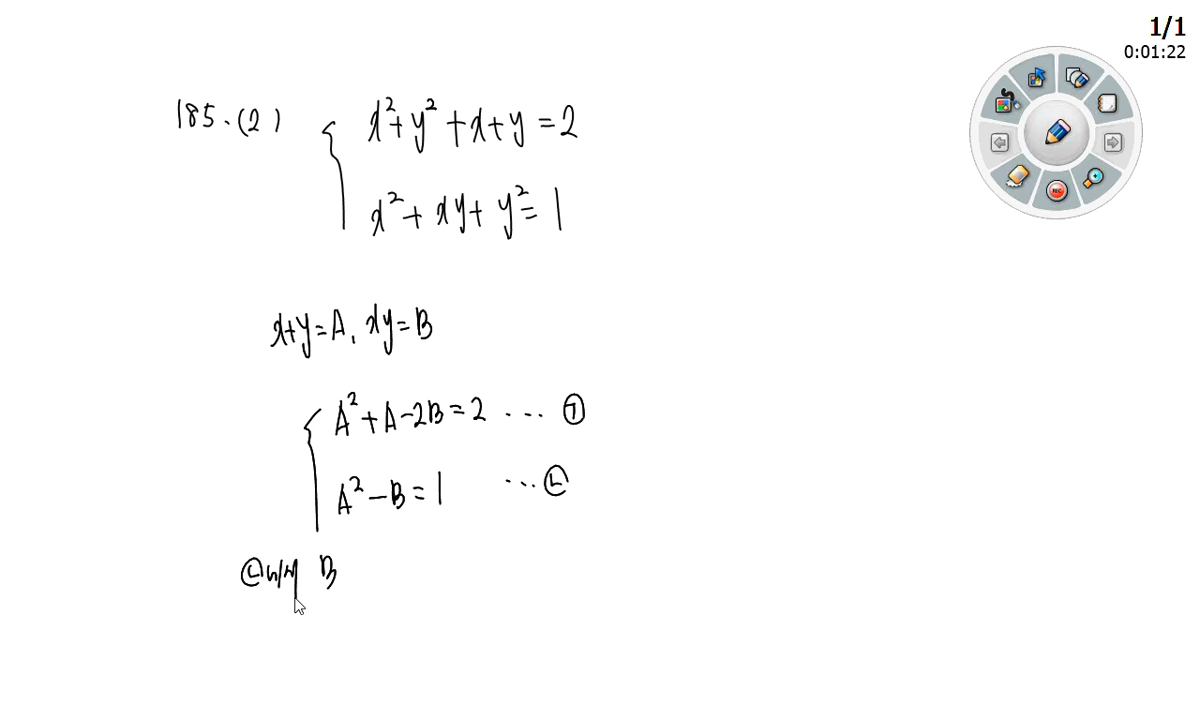 1/1
0:01:22
185.(2) { x²+y²+x+y=2
x²+xy+y²=1
x+y=A, xy=B
{ A²+A-2B=2 ... ㉠
A²-B=1 ... ㉡
㉡에서 B
REC